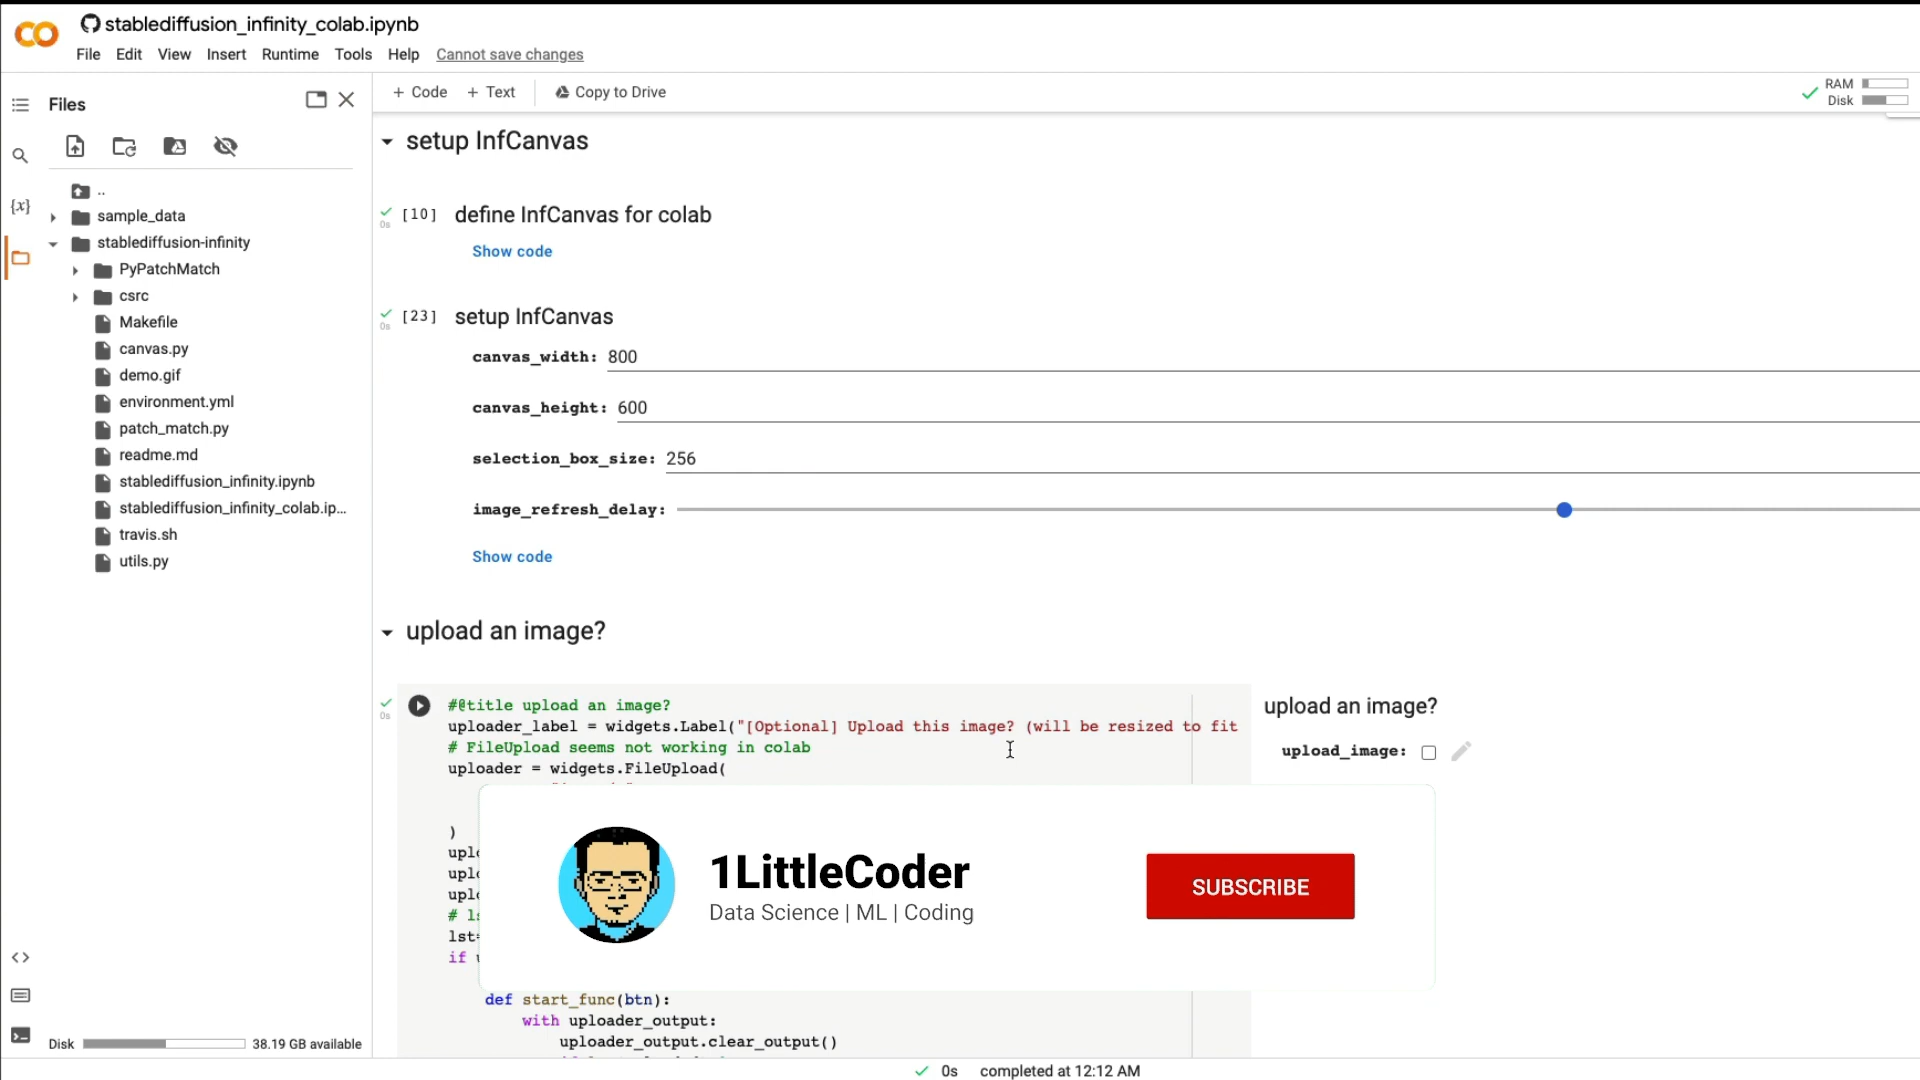 stablediffusion_infinity_colab.ipynb
File Edit View Insert Runtime Tools Help Cannot save changes
Files
+ Code + Text Copy to Drive
RAM
Disk
..
sample_data
stablediffusion-infinity
PyPatchMatch
csrc
Makefile
canvas.py
demo.gif
environment.yml
patch_match.py
readme.md
stablediffusion_infinity.ipynb
stablediffusion_infinity_colab.ip...
travis.sh
utils.py
Disk 38.19 GB available
setup InfCanvas
0s [10] define InfCanvas for colab
Show code
0s [23] setup InfCanvas
canvas_width: 800
canvas_height: 600
selection_box_size: 256
image_refresh_delay:
Show code
upload an image?
0s
#@title upload an image?
uploader_label = widgets.Label("[Optional] Upload this image? (will be resized to fit
# FileUpload seems not working in colab
uploader = widgets.FileUpload(
)
if
def start_func(btn):
with uploader_output:
uploader_output.clear_output()
upload an image?
upload_image:
1LittleCoder
Data Science | ML | Coding
SUBSCRIBE
0s completed at 12:12 AM